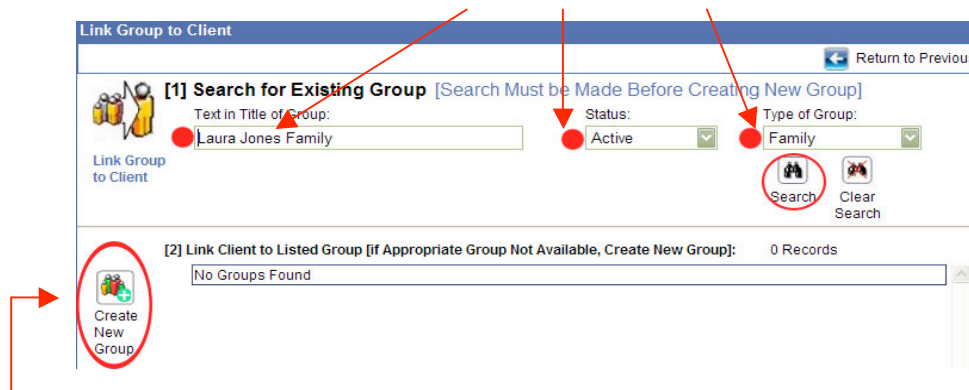 Link Group to Client
Return to Previou
[1] Search for Existing Group [Search Must be Made Before Creating New Group]
Text in Title of Group: Status: Type of Group:
Laura Jones Family Active Family
Link Group
to Client
Search Clear
Search
[2] Link Client to Listed Group [if Appropriate Group Not Available, Create New Group]: 0 Records
No Groups Found
Create
New
Group